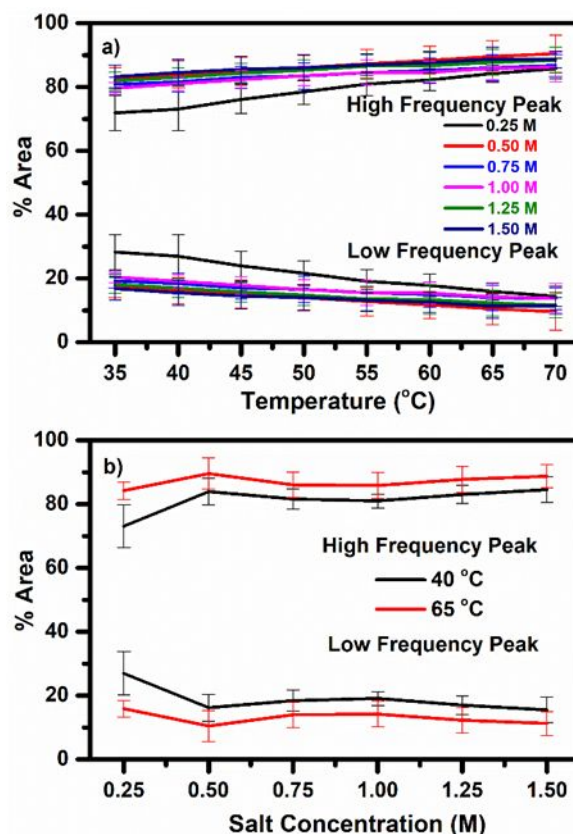 a)
100
80
60
40
20
0
% Area
High Frequency Peak
0.25 M
0.50 M
0.75 M
1.00 M
1.25 M
1.50 M
Low Frequency Peak
35 40 45 50 55 60 65 70
Temperature (°C)
b)
100
80
60
40
20
0
% Area
High Frequency Peak
40 °C
65 °C
Low Frequency Peak
0.25 0.50 0.75 1.00 1.25 1.50
Salt Concentration (M)